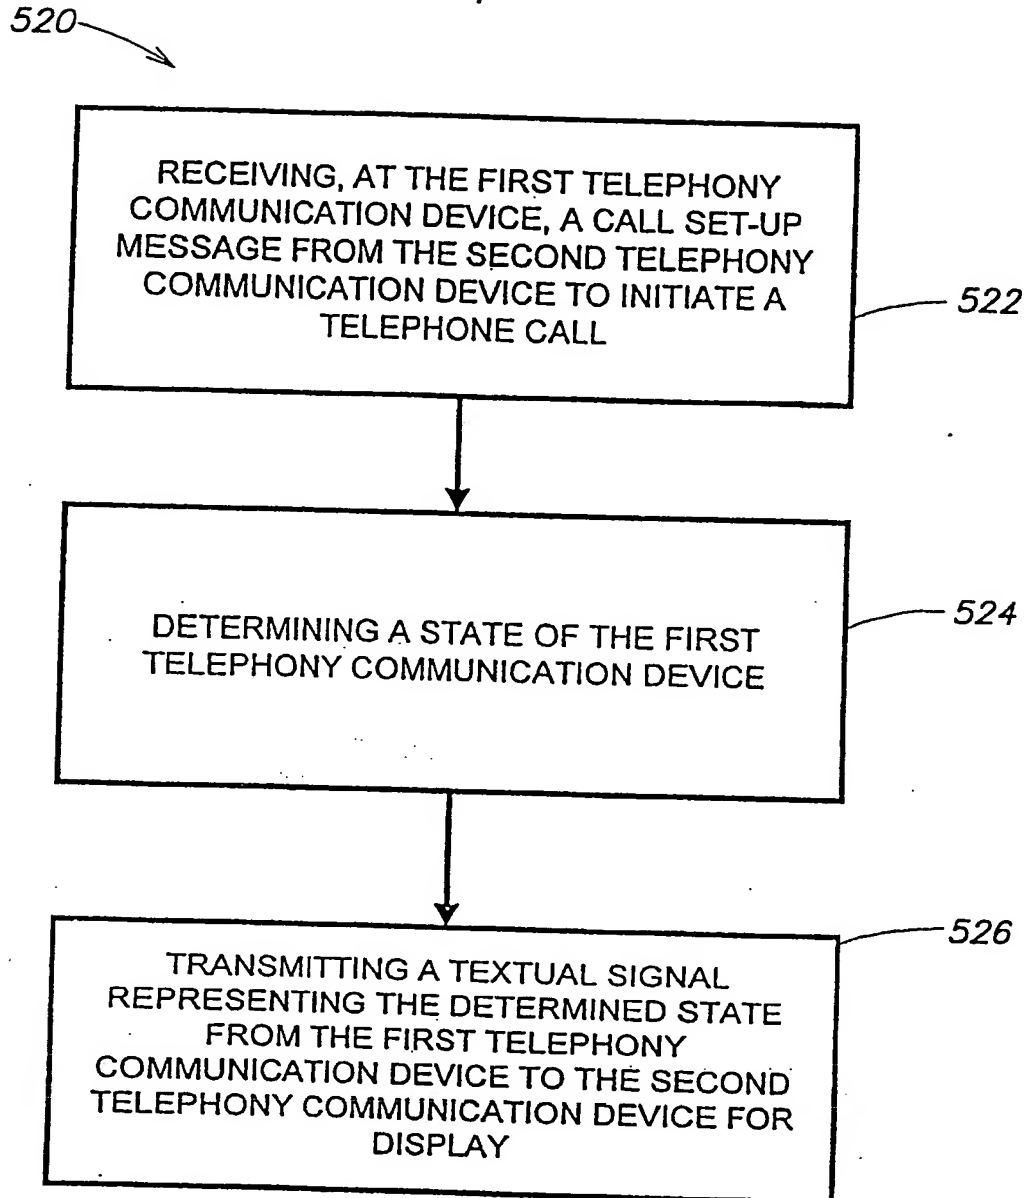 520
RECEIVING, AT THE FIRST TELEPHONY
COMMUNICATION DEVICE, A CALL SET-UP
MESSAGE FROM THE SECOND TELEPHONY
COMMUNICATION DEVICE TO INITIATE A
TELEPHONE CALL
522
DETERMINING A STATE OF THE FIRST
TELEPHONY COMMUNICATION DEVICE
524
TRANSMITTING A TEXTUAL SIGNAL
REPRESENTING THE DETERMINED STATE
FROM THE FIRST TELEPHONY
COMMUNICATION DEVICE TO THE SECOND
TELEPHONY COMMUNICATION DEVICE FOR
DISPLAY
526